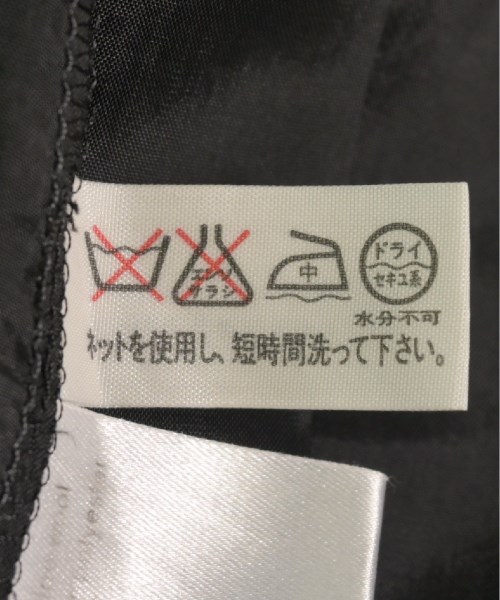 エンソ
サラシ
中
ドライ
セキユ系
水分不可
ネットを使用し、短時間洗って下さい。